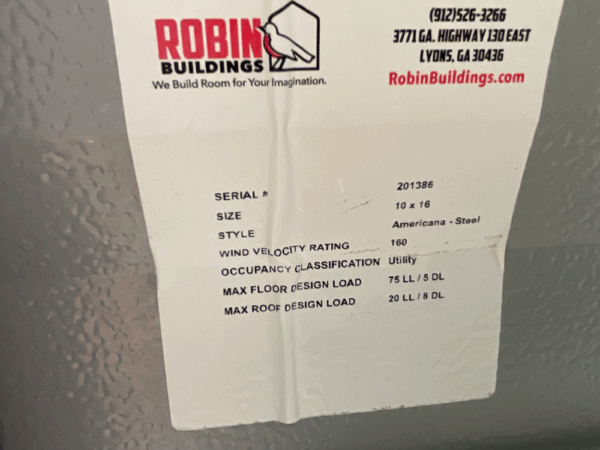 ROBIN
BUILDINGS
We Build Room for Your Imagination.
(912)526-3266
3771 GA. HIGHWAY 130 EAST
LYONS, GA 30436
RobinBuildings.com
SERIAL # 201386
SIZE 10 x 16
STYLE Americana - Steel
WIND VELOCITY RATING 160
OCCUPANCY CLASSIFICATION Utility
MAX FLOOR DESIGN LOAD 75 LL / 5 DL
MAX ROOF DESIGN LOAD 20 LL / 8 DL